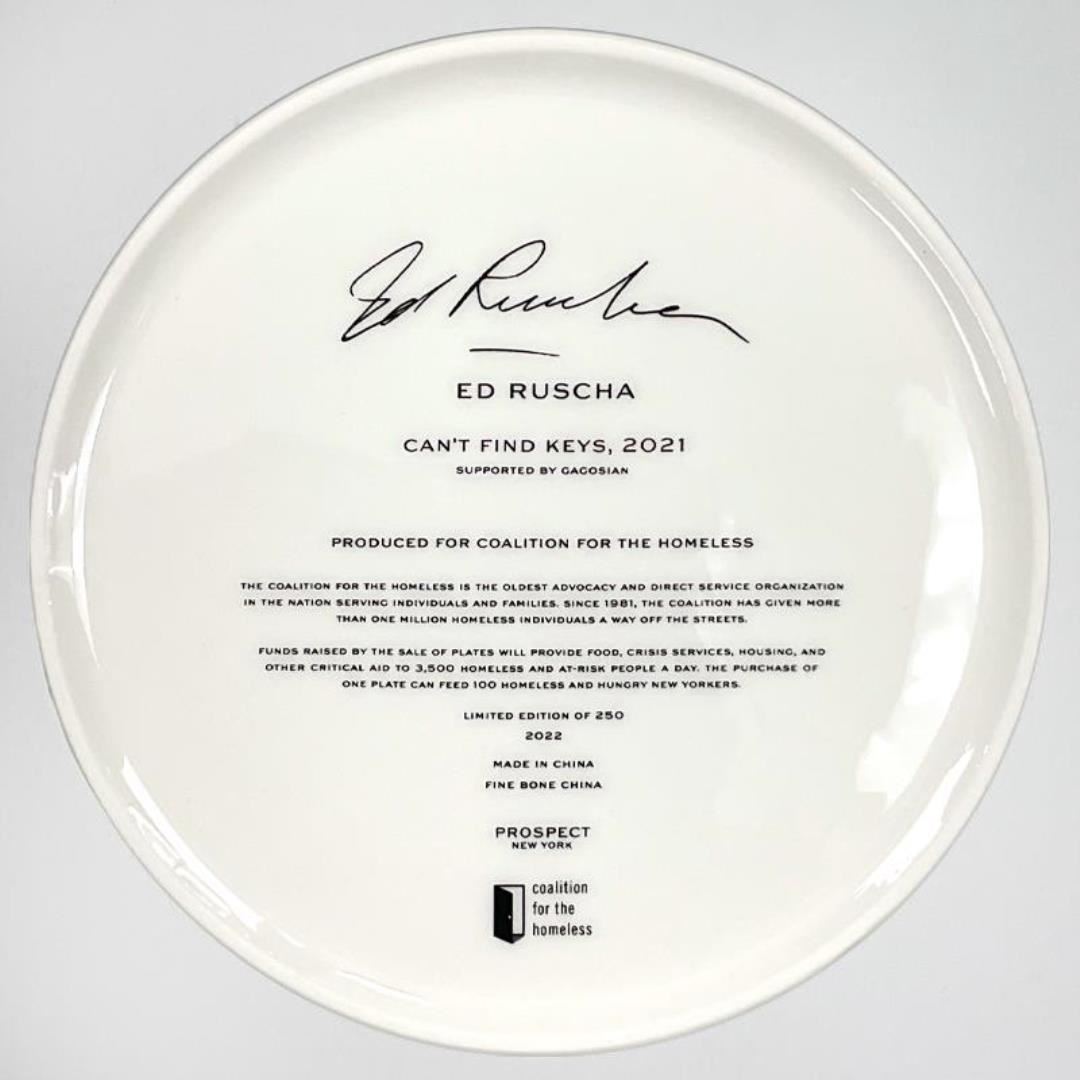 Ed Ruscha
ED RUSCHA
CAN'T FIND KEYS, 2021
SUPPORTED BY GAGOSIAN
PRODUCED FOR COALITION FOR THE HOMELESS
THE COALITION FOR THE HOMELESS IS THE OLDEST ADVOCACY AND DIRECT SERVICE ORGANIZATION
IN THE NATION SERVING INDIVIDUALS AND FAMILIES. SINCE 1981, THE COALITION HAS GIVEN MORE
THAN ONE MILLION HOMELESS INDIVIDUALS A WAY OFF THE STREETS.
FUNDS RAISED BY THE SALE OF PLATES WILL PROVIDE FOOD, CRISIS SERVICES, HOUSING, AND
OTHER CRITICAL AID TO 3,500 HOMELESS AND AT-RISK PEOPLE A DAY. THE PURCHASE OF
ONE PLATE CAN FEED 100 HOMELESS AND HUNGRY NEW YORKERS.
LIMITED EDITION OF 250
2022
MADE IN CHINA
FINE BONE CHINA
PROSPECT
NEW YORK
coalition
for the
homeless